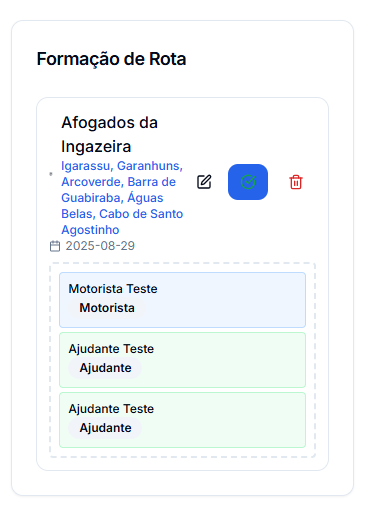 Formação de Rota
Afogados da
Ingazeira
Igarassu, Garanhuns,
Arcoverde, Barra de
Guabiraba, Águas
Belas, Cabo de Santo
Agostinho
2025-08-29
Motorista Teste
Motorista
Ajudante Teste
Ajudante
Ajudante Teste
Ajudante